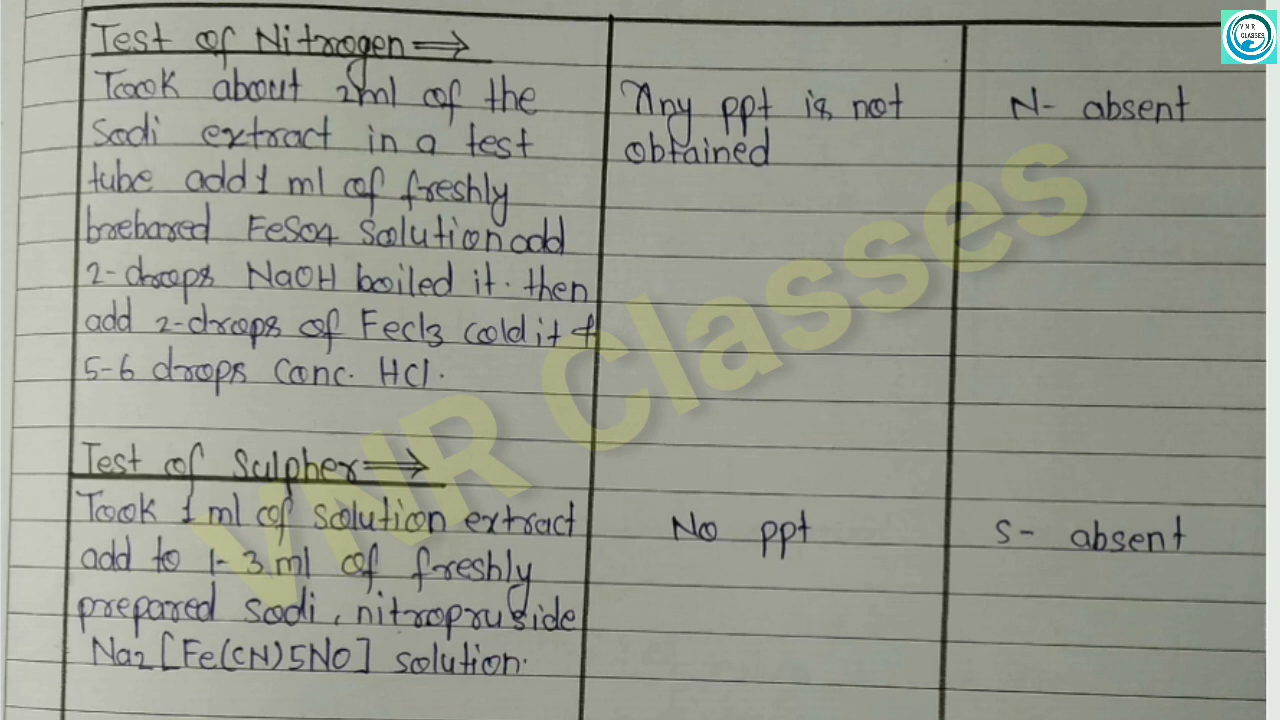 Test of Nitrogen ⇒
Took about 2ml of the
Sodi extract in a test
tube add 1 ml of freshly
brebared FeSO4 Solution add
2-drops NaOH boiled it. then
add 2-drops of Fecl3 cold it &
5-6 drops Conc. HCl.
Any ppt is not
obtained
N- absent
Test of Sulpher ⇒
Took 1 ml of solution extract
add to 1-3 ml of freshly
prepared sodi, nitropruside
Na2[Fe(CN)5NO] solution.
No ppt
S- absent
VNR Classes
VNR
CLASSES